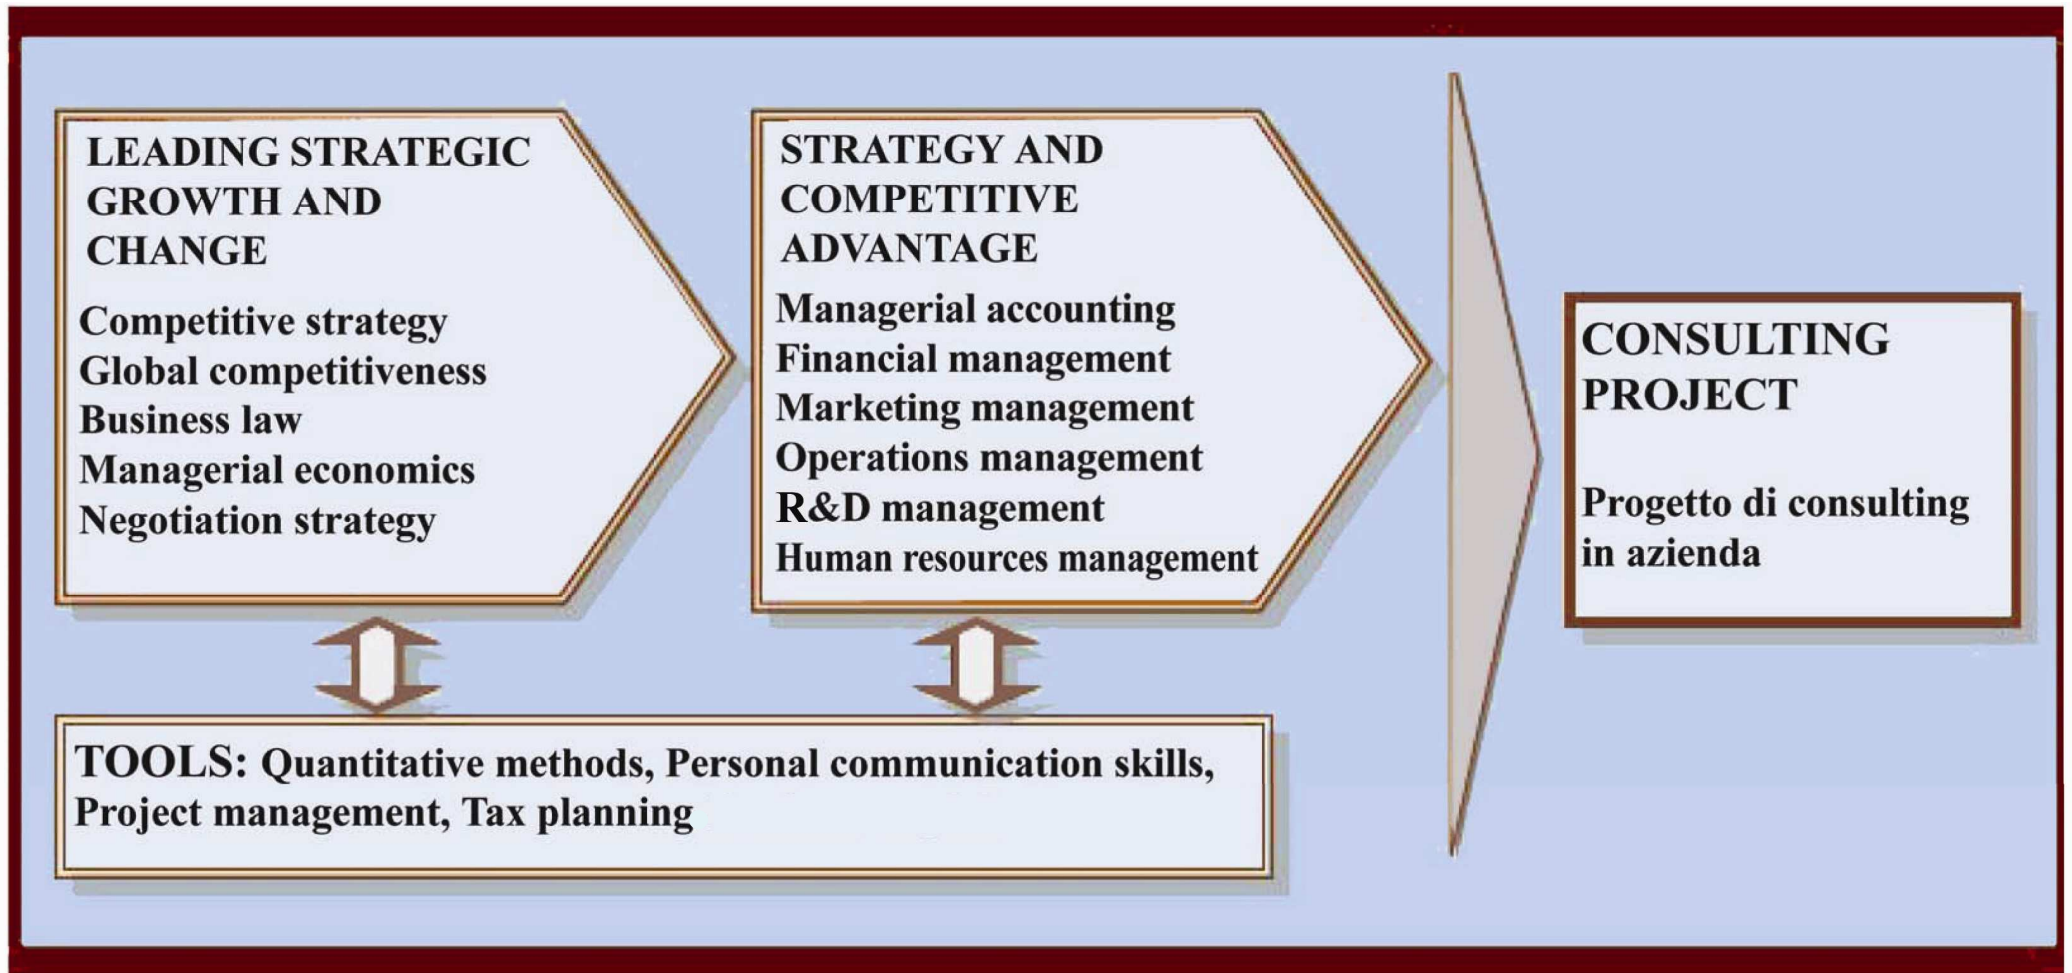 LEADING STRATEGIC
GROWTH AND
CHANGE
Competitive strategy
Global competitiveness
Business law
Managerial economics
Negotiation strategy
STRATEGY AND
COMPETITIVE
ADVANTAGE
Managerial accounting
Financial management
Marketing management
Operations management
R&D management
Human resources management
CONSULTING
PROJECT
Progetto di consulting
in azienda
TOOLS: Quantitative methods, Personal communication skills,
Project management, Tax planning